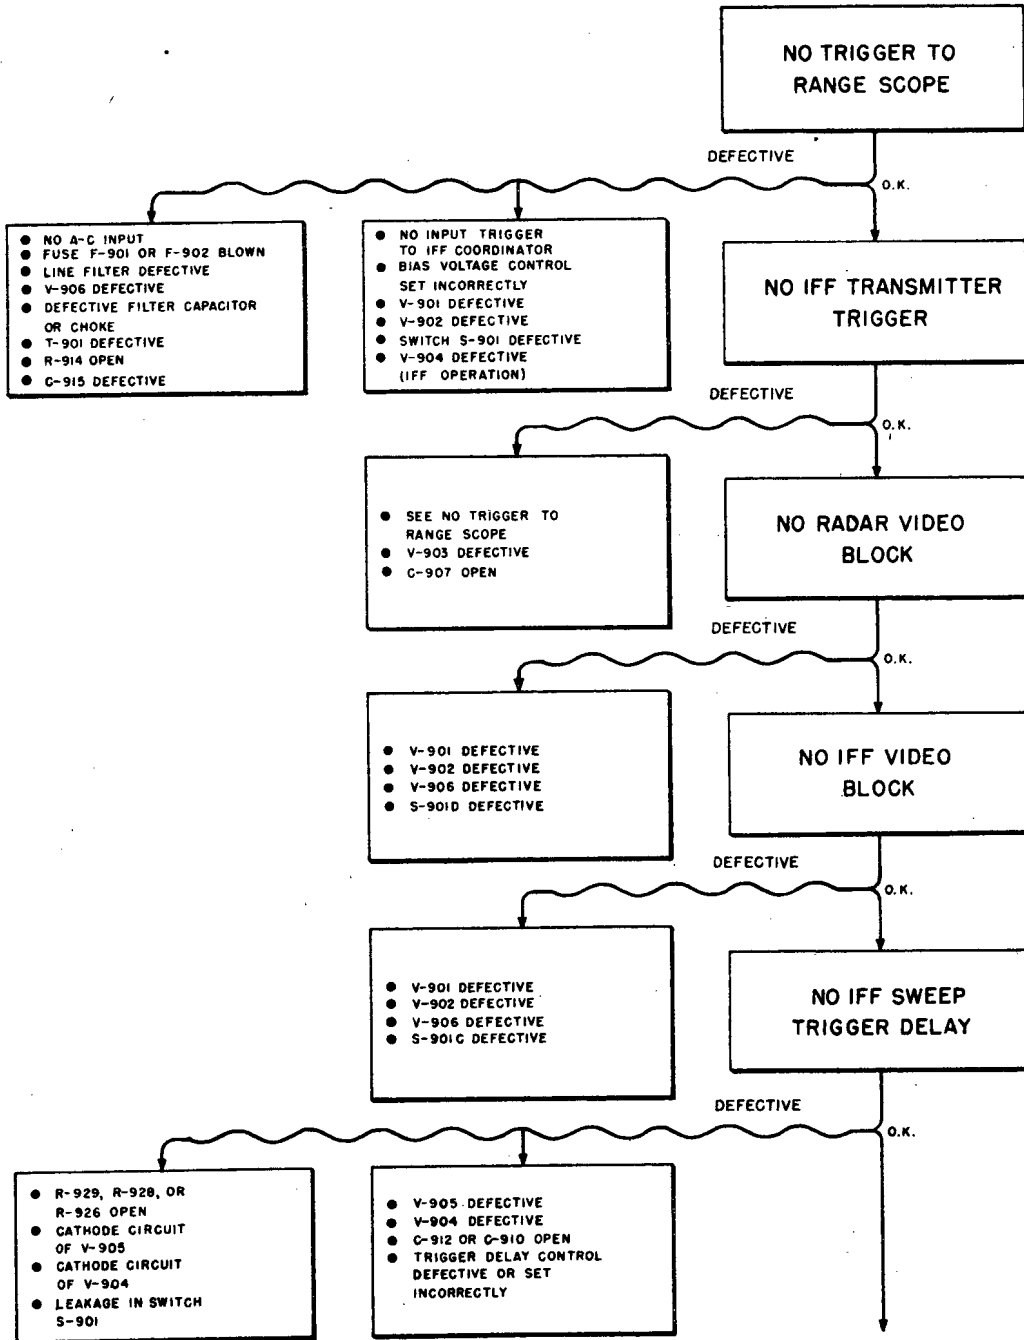 NO TRIGGER TO
RANGE SCOPE
DEFECTIVE
O.K.
● NO A-C INPUT
● FUSE F-901 OR F-902 BLOWN
● LINE FILTER DEFECTIVE
● V-906 DEFECTIVE
● DEFECTIVE FILTER CAPACITOR
OR CHOKE
● T-901 DEFECTIVE
● R-914 OPEN
● C-915 DEFECTIVE
● NO INPUT TRIGGER
TO IFF COORDINATOR
● BIAS VOLTAGE CONTROL
SET INCORRECTLY
● V-901 DEFECTIVE
● V-902 DEFECTIVE
● SWITCH S-901 DEFECTIVE
● V-904 DEFECTIVE
(IFF OPERATION)
NO IFF TRANSMITTER
TRIGGER
DEFECTIVE
O.K.
● SEE NO TRIGGER TO
RANGE SCOPE
● V-903 DEFECTIVE
● C-907 OPEN
NO RADAR VIDEO
BLOCK
DEFECTIVE
O.K.
● V-901 DEFECTIVE
● V-902 DEFECTIVE
● V-906 DEFECTIVE
● S-901D DEFECTIVE
NO IFF VIDEO
BLOCK
DEFECTIVE
O.K.
● V-901 DEFECTIVE
● V-902 DEFECTIVE
● V-906 DEFECTIVE
● S-901C DEFECTIVE
NO IFF SWEEP
TRIGGER DELAY
DEFECTIVE
O.K.
● R-929, R-928, OR
R-926 OPEN
● CATHODE CIRCUIT
OF V-905
● CATHODE CIRCUIT
OF V-904
● LEAKAGE IN SWITCH
S-901
● V-905 DEFECTIVE
● V-904 DEFECTIVE
● C-912 OR C-910 OPEN
● TRIGGER DELAY CONTROL
DEFECTIVE OR SET
INCORRECTLY